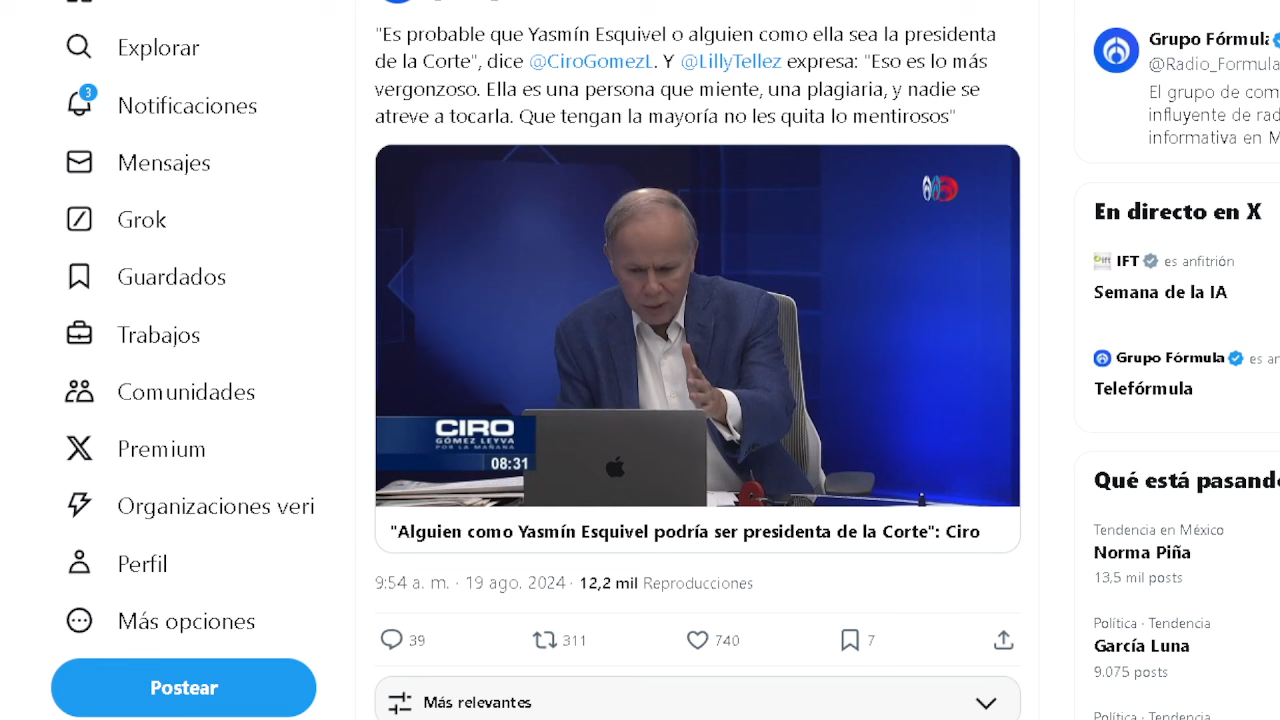 Explorar
3
Notificaciones
Mensajes
Grok
Guardados
Trabajos
Comunidades
Premium
Organizaciones veri
Perfil
Más opciones
Postear
"Es probable que Yasmín Esquivel o alguien como ella sea la presidenta
de la Corte", dice @CiroGomezL. Y @LillyTellez expresa: "Eso es lo más
vergonzoso. Ella es una persona que miente, una plagiaria, y nadie se
atreve a tocarla. Que tengan la mayoría no les quita lo mentirosos"
CIRO
GÓMEZ LEYVA
POR LA MAÑANA
08:31
"Alguien como Yasmín Esquivel podría ser presidenta de la Corte": Ciro
9:54 a. m. · 19 ago. 2024 · 12,2 mil Reproducciones
39 311 740 7
Más relevantes
Grupo Fórmula
@Radio_Formula
El grupo de com
influyente de rad
informativa en M
En directo en X
IFT es anfitrión
Semana de la IA
Grupo Fórmula es an
Telefórmula
Qué está pasando
Tendencia en México
Norma Piña
13,5 mil posts
Política · Tendencia
García Luna
9.075 posts
Política · Tendencia